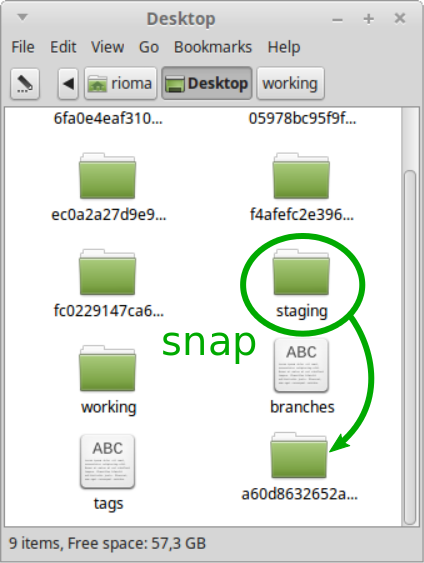 Desktop
File Edit View Go Bookmarks Help
rioma Desktop working
6fa0e4eaf310... 05978bc95f9f...
ec0a2a27d9e9... f4afefc2e396...
fc0229147ca6... staging
snap
ABC
working branches
ABC
tags a60d8632652a...
9 items, Free space: 57,3 GB